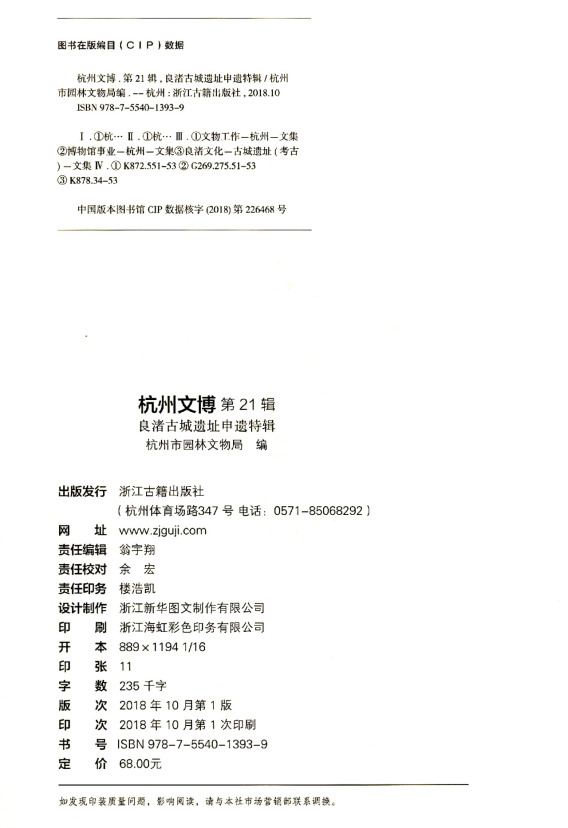 图书在版编目(CIP)数据
杭州文博.第21辑,良渚古城遗址申遗特辑/杭州
市园林文物局编.--杭州:浙江古籍出版社,2018.10
ISBN 978-7-5540-1393-9
Ⅰ.①杭… Ⅱ.①杭… Ⅲ.①文物工作—杭州—文集
②博物馆事业—杭州—文集③良渚文化—古城遗址(考古
)—文集 Ⅳ.① K872.551-53 ② G269.275.51-53
③ K878.34-53
中国版本图书馆 CIP 数据核字 (2018) 第 226468 号
杭州文博 第 21 辑
良渚古城遗址申遗特辑
杭州市园林文物局 编
出版发行 浙江古籍出版社
(杭州体育场路347 号 电话:0571-85068292)
网 址 www.zjguji.com
责任编辑 翁宇翔
责任校对 余 宏
责任印务 楼浩凯
设计制作 浙江新华图文制作有限公司
印 刷 浙江海虹彩色印务有限公司
开 本 889×1194 1/16
印 张 11
字 数 235 千字
版 次 2018 年 10 月第 1 版
印 次 2018 年 10 月第 1 次印刷
书 号 ISBN 978-7-5540-1393-9
定 价 68.00元
如发现印装质量问题,影响阅读,请与本社市场营销部联系调换。